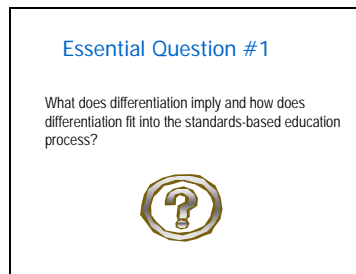 Essential Question #1
What does differentiation imply and how does
differentiation fit into the standards-based education
process?
?